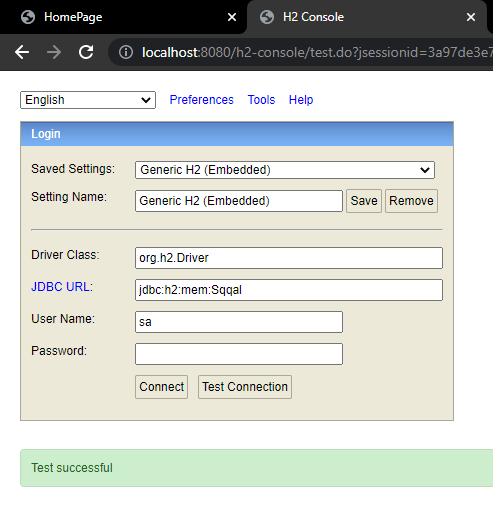 HomePage
H2 Console
localhost:8080/h2-console/test.do?jsessionid=3a97de3e7
English Preferences Tools Help
Login
Saved Settings: Generic H2 (Embedded)
Setting Name: Generic H2 (Embedded) Save Remove
Driver Class: org.h2.Driver
JDBC URL: jdbc:h2:mem:Sqqal
User Name: sa
Password:
Connect Test Connection
Test successful